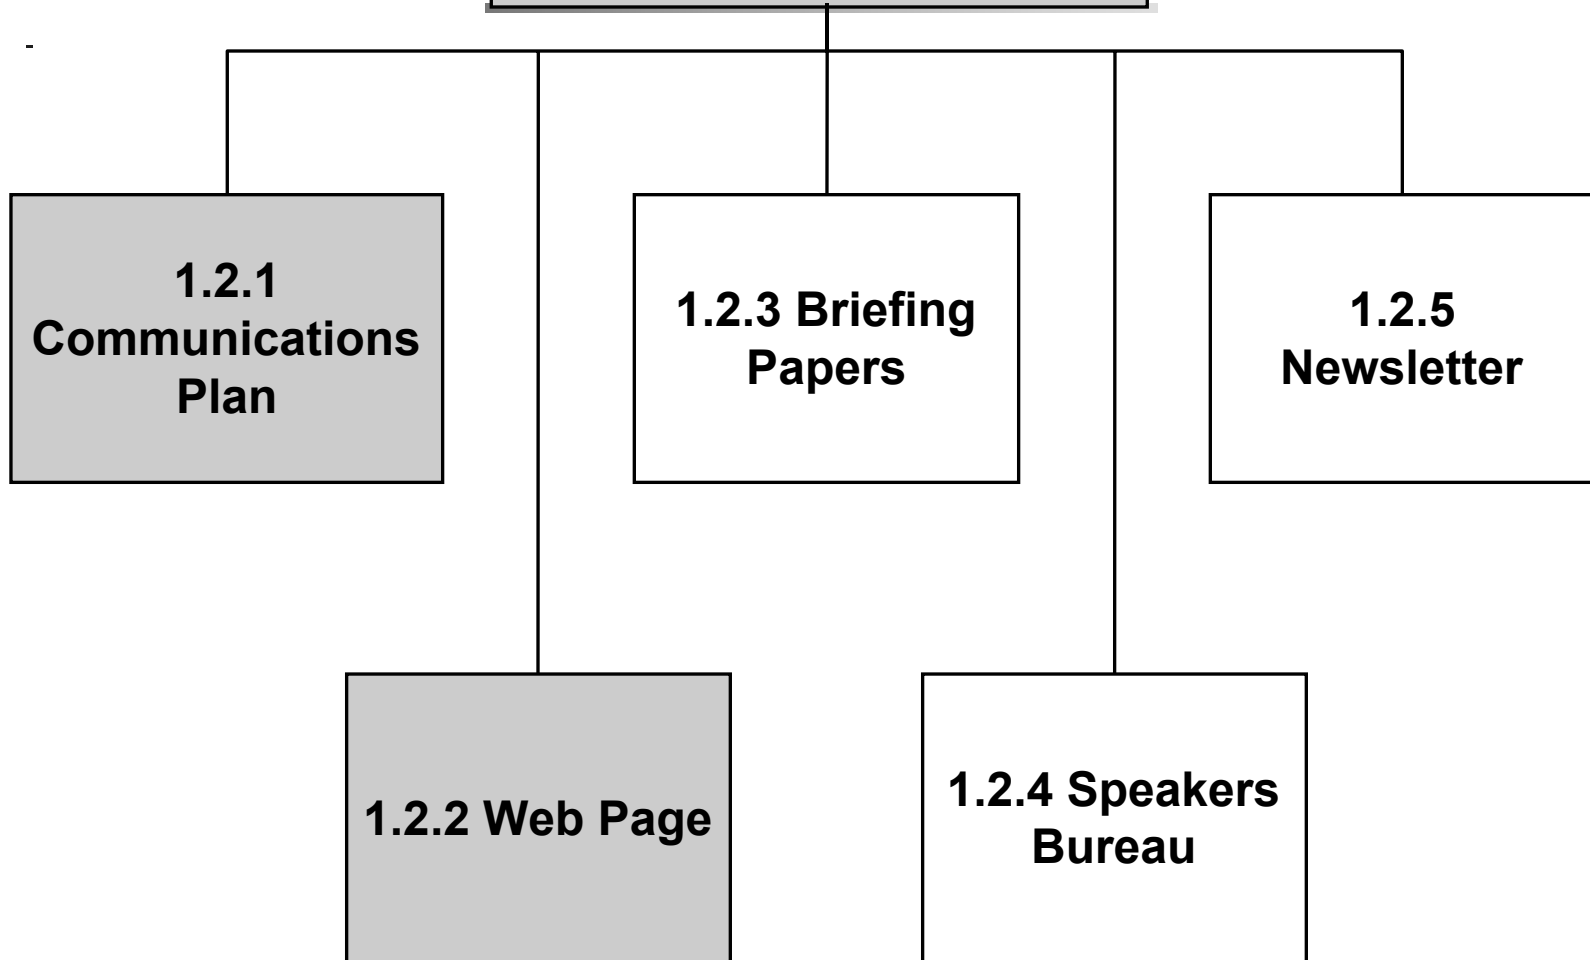 1.2.1
Communications
Plan
1.2.3 Briefing
Papers
1.2.5
Newsletter
1.2.2 Web Page
1.2.4 Speakers
Bureau